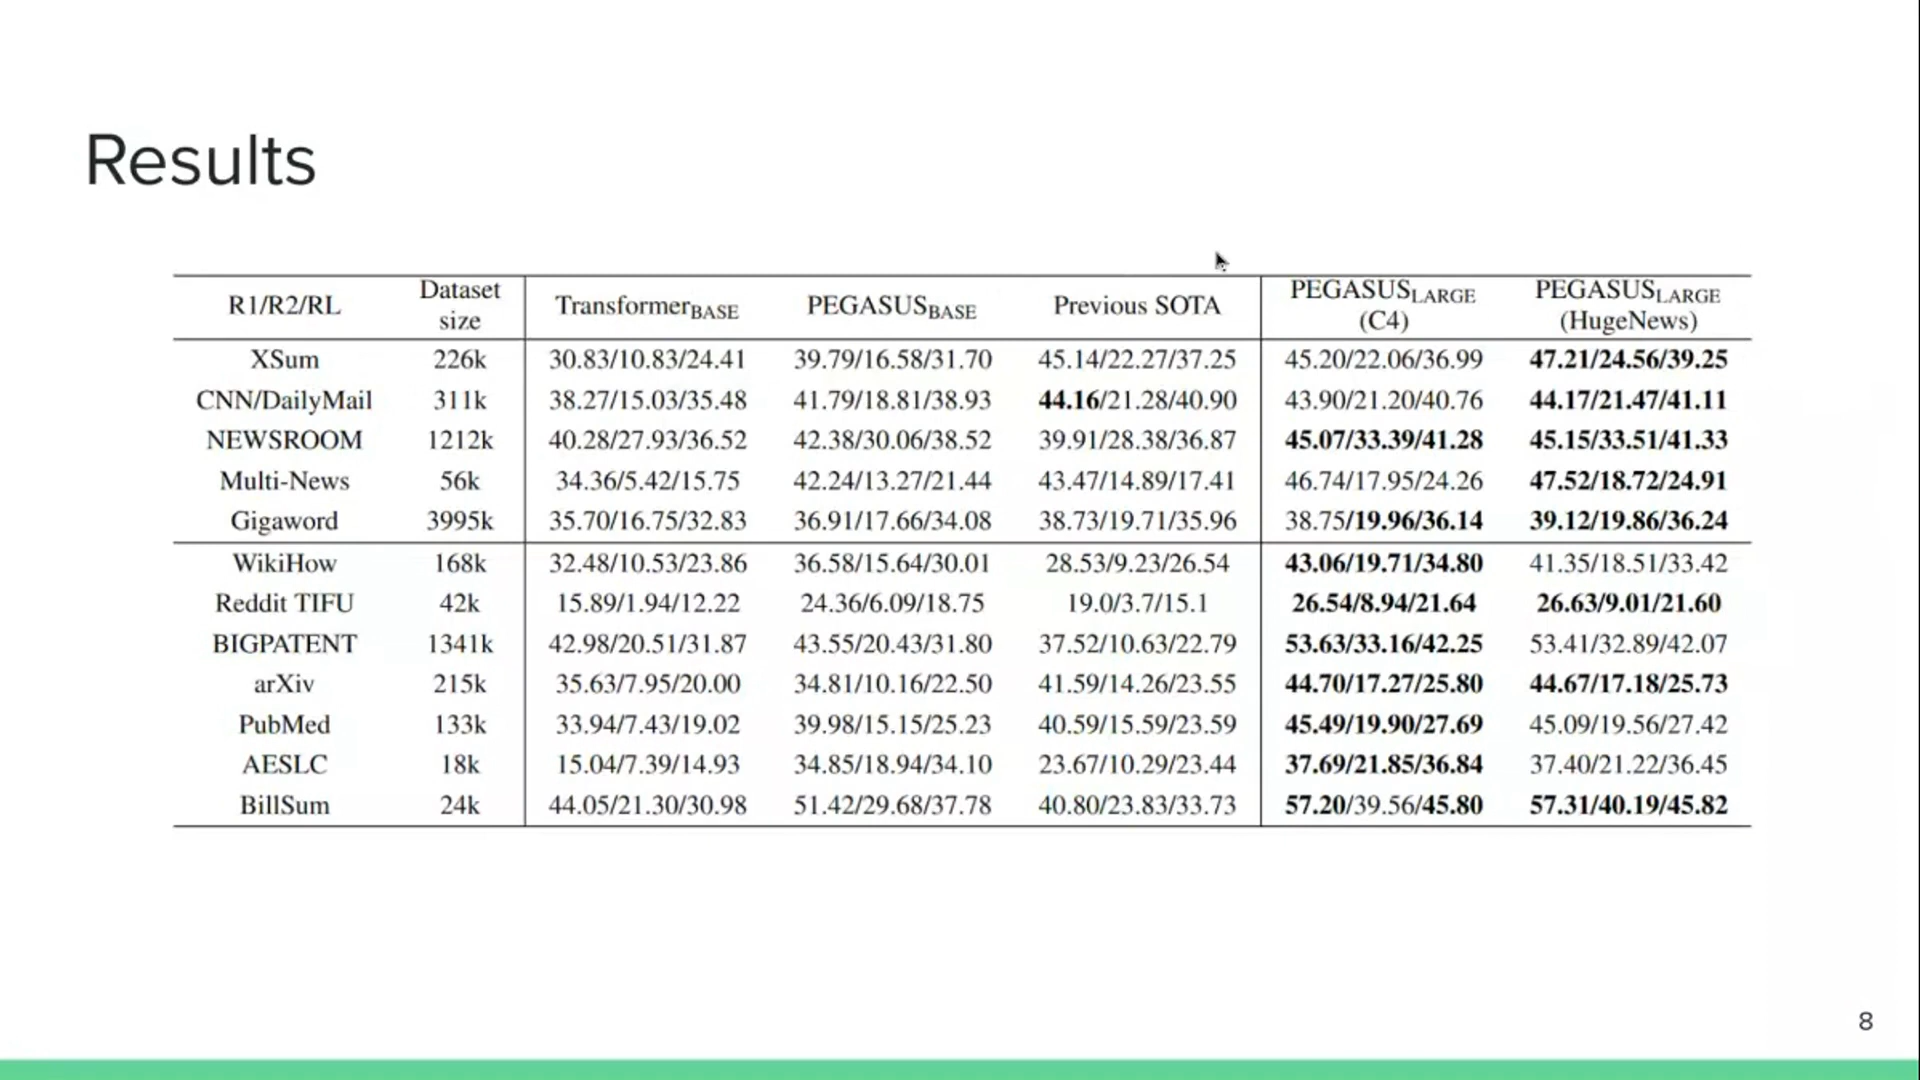 Results
R1/R2/RL Dataset size TransformerBASE PEGASUSBASE Previous SOTA PEGASUSLARGE (C4) PEGASUSLARGE (HugeNews)
XSum 226k 30.83/10.83/24.41 39.79/16.58/31.70 45.14/22.27/37.25 45.20/22.06/36.99 47.21/24.56/39.25
CNN/DailyMail 311k 38.27/15.03/35.48 41.79/18.81/38.93 44.16/21.28/40.90 43.90/21.20/40.76 44.17/21.47/41.11
NEWSROOM 1212k 40.28/27.93/36.52 42.38/30.06/38.52 39.91/28.38/36.87 45.07/33.39/41.28 45.15/33.51/41.33
Multi-News 56k 34.36/5.42/15.75 42.24/13.27/21.44 43.47/14.89/17.41 46.74/17.95/24.26 47.52/18.72/24.91
Gigaword 3995k 35.70/16.75/32.83 36.91/17.66/34.08 38.73/19.71/35.96 38.75/19.96/36.14 39.12/19.86/36.24
WikiHow 168k 32.48/10.53/23.86 36.58/15.64/30.01 28.53/9.23/26.54 43.06/19.71/34.80 41.35/18.51/33.42
Reddit TIFU 42k 15.89/1.94/12.22 24.36/6.09/18.75 19.0/3.7/15.1 26.54/8.94/21.64 26.63/9.01/21.60
BIGPATENT 1341k 42.98/20.51/31.87 43.55/20.43/31.80 37.52/10.63/22.79 53.63/33.16/42.25 53.41/32.89/42.07
arXiv 215k 35.63/7.95/20.00 34.81/10.16/22.50 41.59/14.26/23.55 44.70/17.27/25.80 44.67/17.18/25.73
PubMed 133k 33.94/7.43/19.02 39.98/15.15/25.23 40.59/15.59/23.59 45.49/19.90/27.69 45.09/19.56/27.42
AESLC 18k 15.04/7.39/14.93 34.85/18.94/34.10 23.67/10.29/23.44 37.69/21.85/36.84 37.40/21.22/36.45
BillSum 24k 44.05/21.30/30.98 51.42/29.68/37.78 40.80/23.83/33.73 57.20/39.56/45.80 57.31/40.19/45.82
8